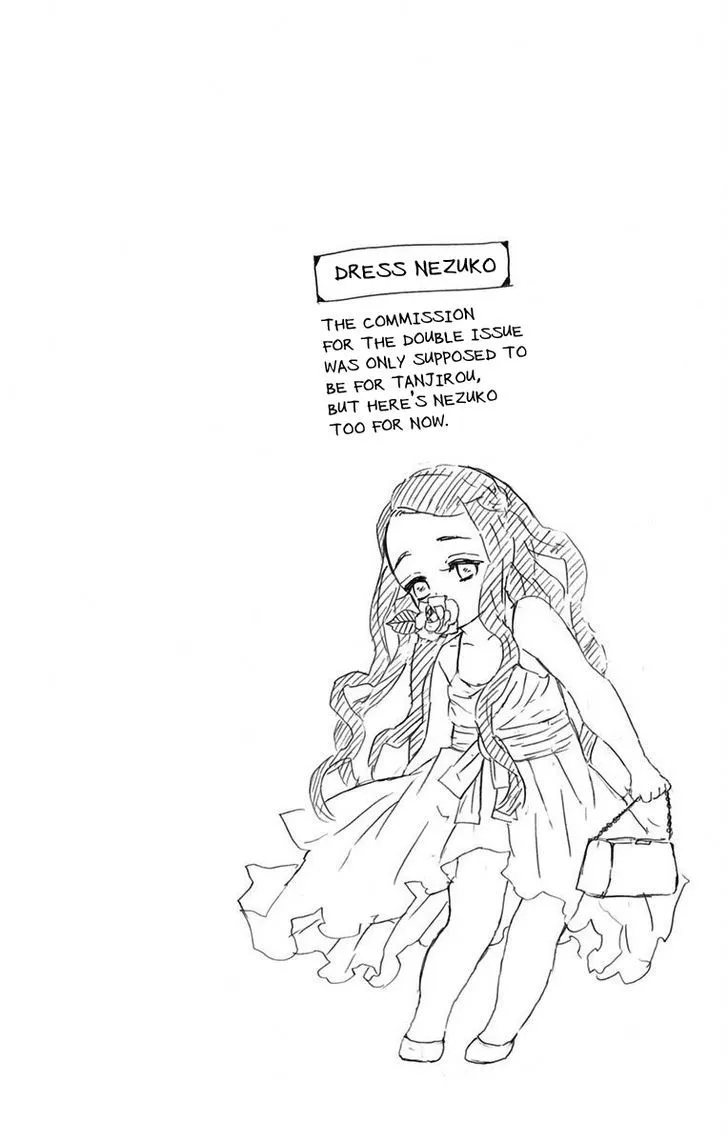 DRESS NEZUKO
THE COMMISSION
FOR THE DOUBLE ISSUE
WAS ONLY SUPPOSED TO
BE FOR TANJIROU,
BUT HERE'S NEZUKO
TOO FOR NOW.